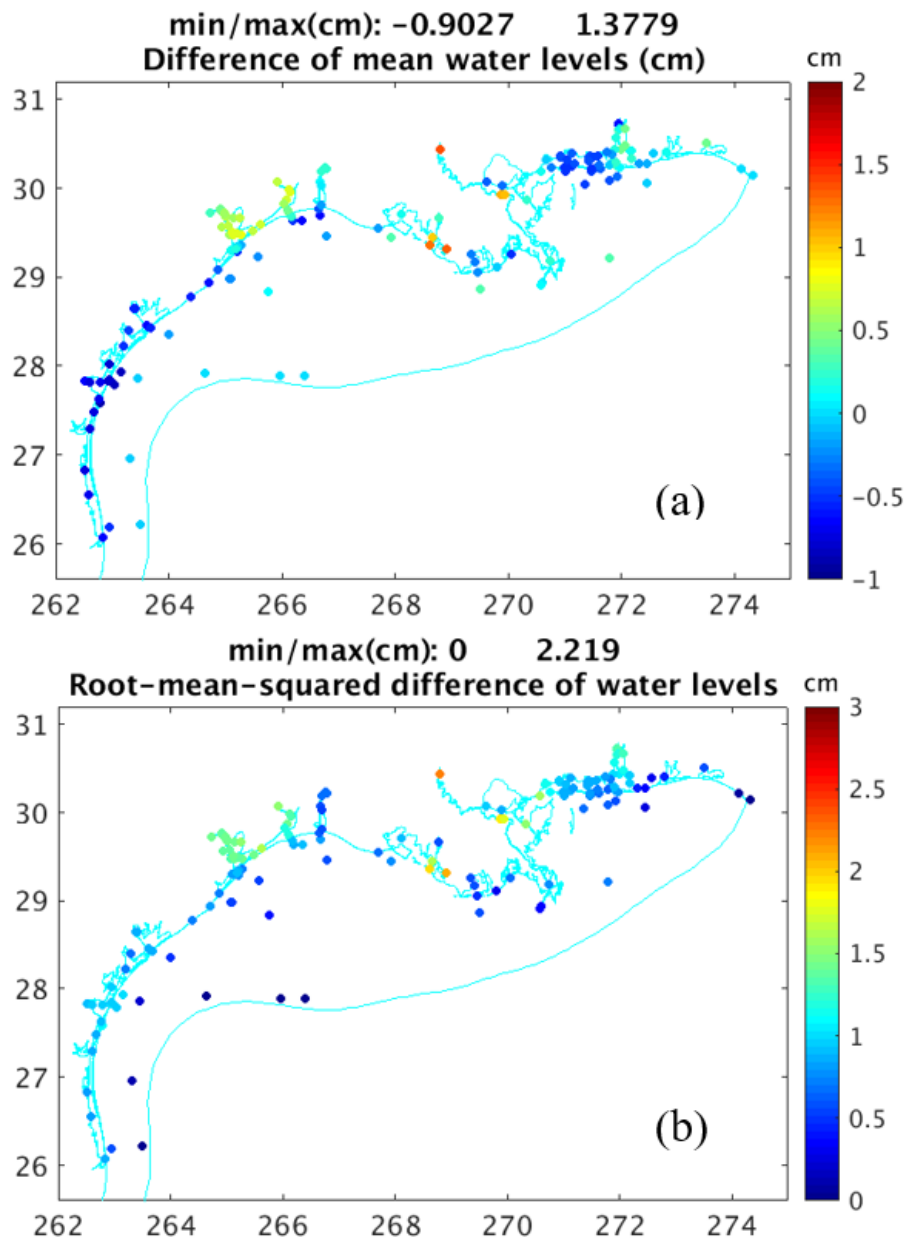 min/max(cm): -0.9027 1.3779
Difference of mean water levels (cm)
cm
31
30
29
28
27
26
262 264 266 268 270 272 274
2
1.5
1
0.5
0
-0.5
-1
(a)
min/max(cm): 0 2.219
Root-mean-squared difference of water levels
cm
31
30
29
28
27
26
262 264 266 268 270 272 274
3
2.5
2
1.5
1
0.5
0
(b)